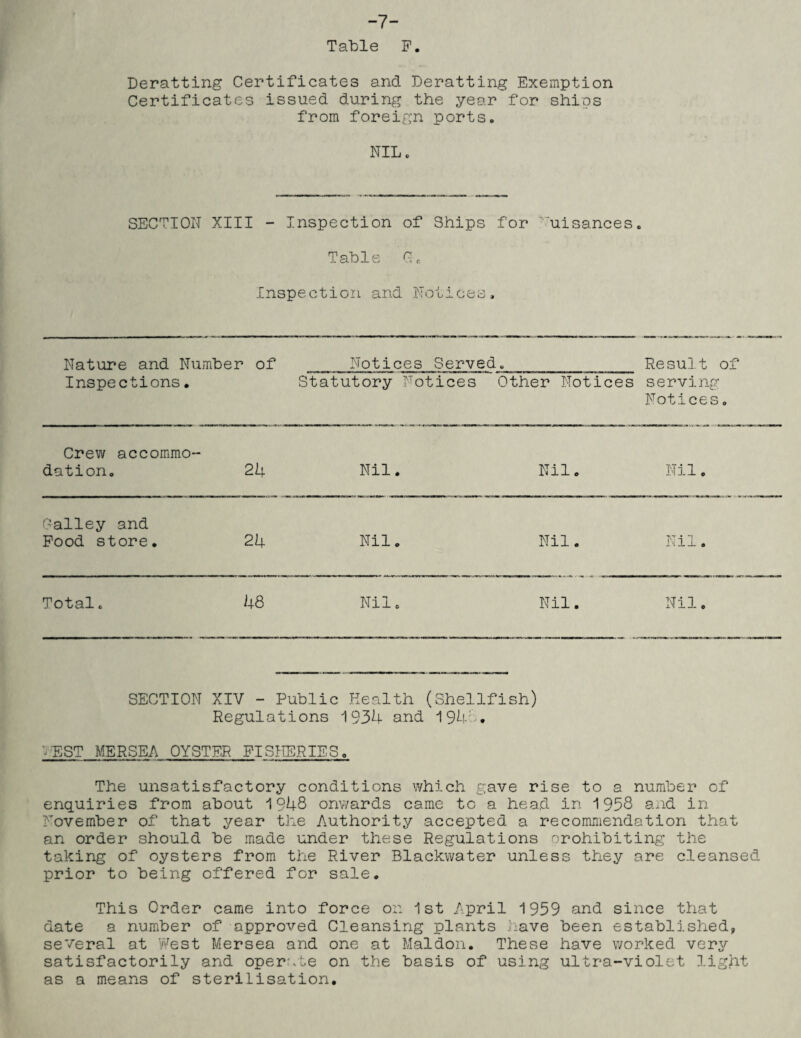 -7-
Table F.
Deratting Certificates and Deratting Exemption
Certificates issued during the year for ships
from foreign ports.
NIL.
SECTION XIII - Inspection of Ships for Nuisances.
Table G.
Inspection and Notices.
Nature and Number of Notices Served. Result of
Inspections. Statutory Notices Other Notices serving
Notices.
Crew accommo-
dation. 24 Nil. Nil. Nil.
Galley and
Food store. 24 Nil. Nil. Nil.
Total. 48 Nil. Nil. Nil.
SECTION XIV - Public Health (Shellfish)
Regulations 1934 and 1948.
WEST MERSEA OYSTER FISHERIES.
The unsatisfactory conditions which gave rise to a number of
enquiries from about 1948 onwards came to a head in 1958 and in
November of that year the Authority accepted a recommendation that
an order should be made under these Regulations prohibiting the
taking of oysters from the River Blackwater unless they are cleansed
prior to being offered for sale.
This Order came into force on 1st April 1959 and since that
date a number of approved Cleansing plants have been established,
several at West Mersea and one at Maldon. These have worked very
satisfactorily and operate on the basis of using ultra-violet light
as a means of sterilisation.